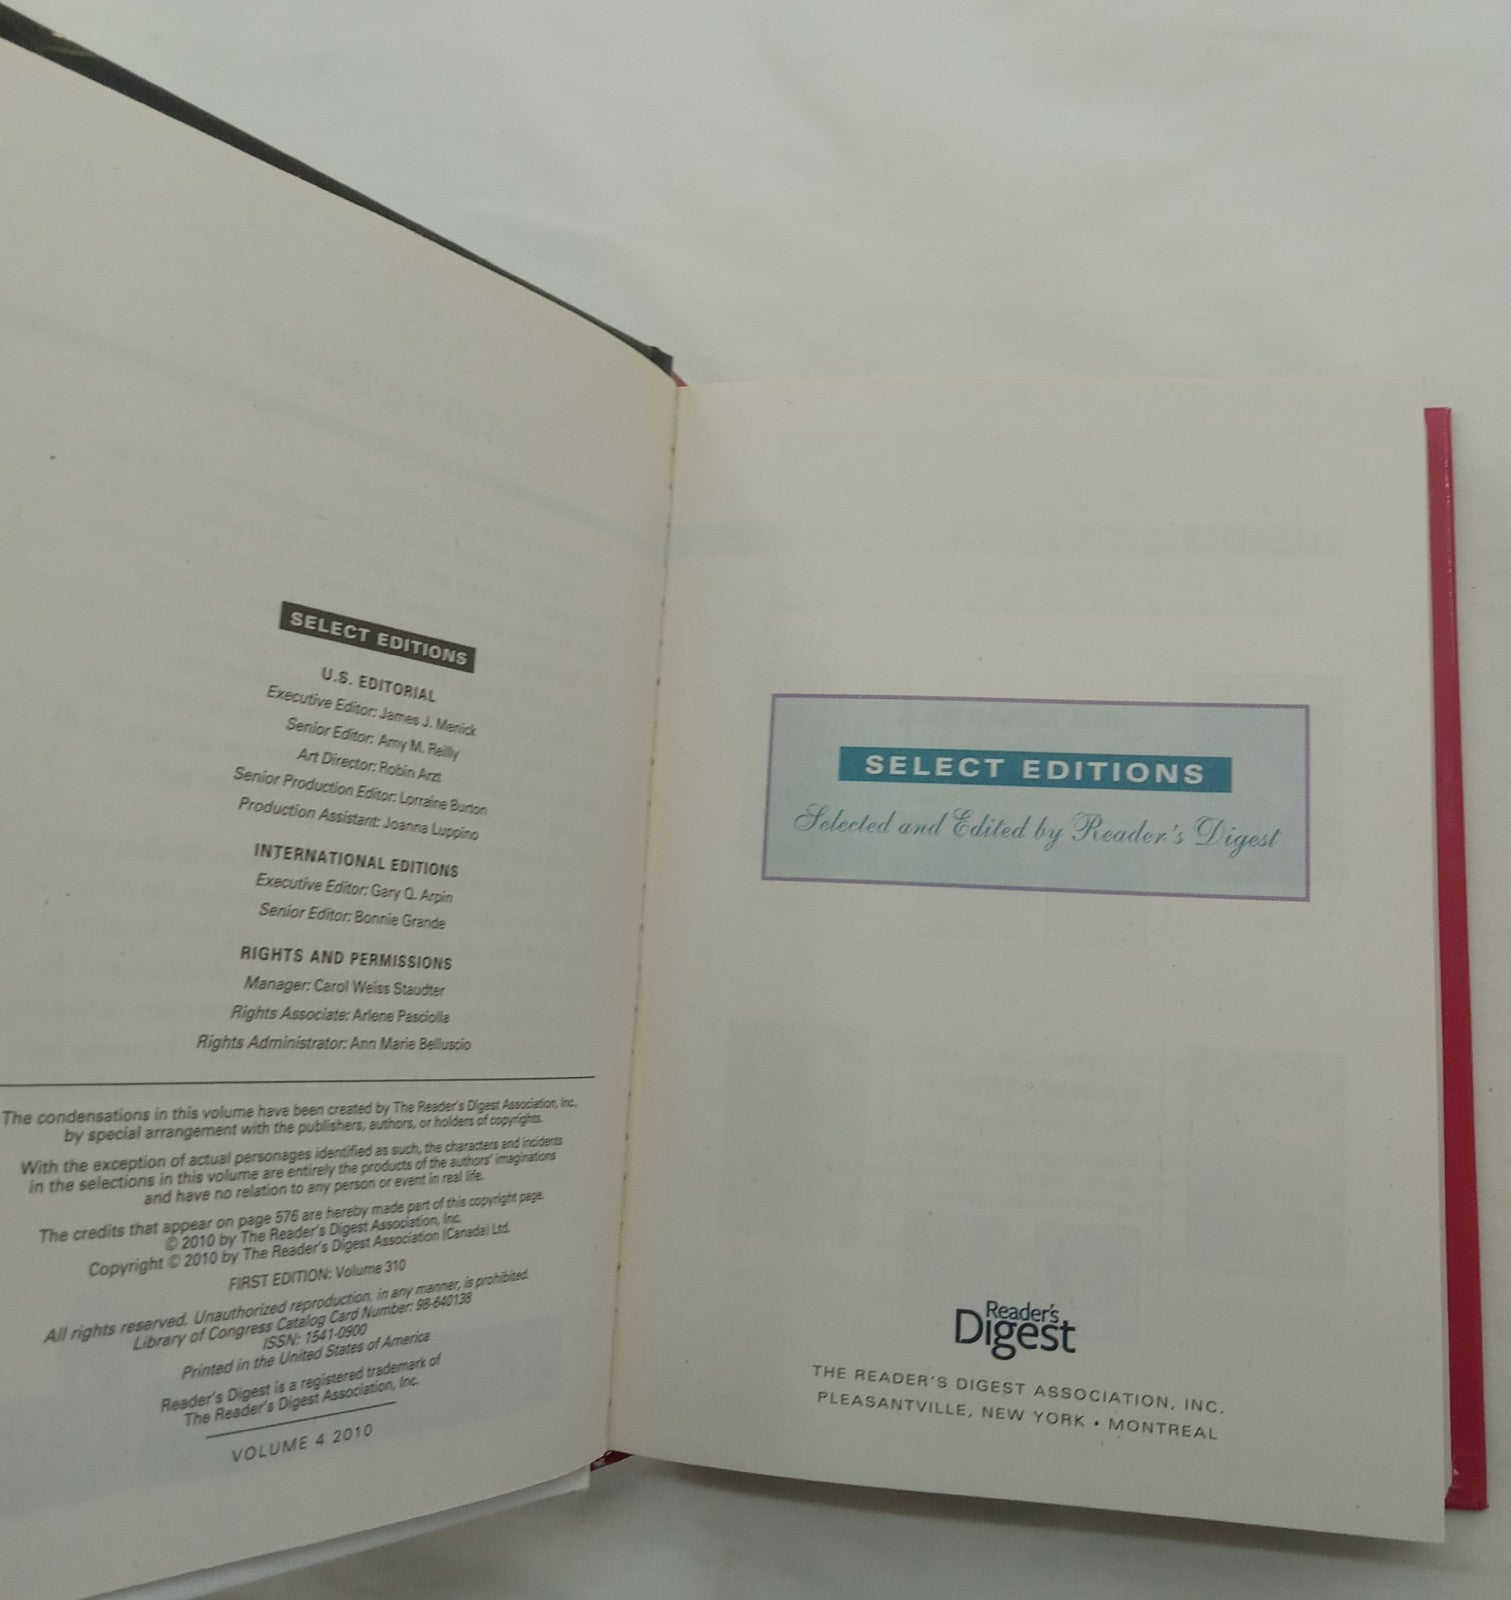 SELECT EDITIONS
U.S. EDITORIAL
Executive Editor: James J. Menick
Senior Editor: Amy M. Reilly
Art Director: Robin Arzt
Senior Production Editor: Lorraine Burton
Production Assistant: Joanna Luppino
INTERNATIONAL EDITIONS
Executive Editor: Gary Q. Arpin
Senior Editor: Bonnie Grande
RIGHTS AND PERMISSIONS
Manager: Carol Weiss Staudter
Rights Associate: Arlene Pasciolla
Rights Administrator: Ann Marie Belluscio
The condensations in this volume have been created by The Reader's Digest Association, Inc.,
by special arrangement with the publishers, authors, or holders of copyrights.
With the exception of actual personages identified as such, the characters and incidents
in the selections in this volume are entirely the products of the authors' imaginations
and have no relation to any person or event in real life.
The credits that appear on page 576 are hereby made part of this copyright page.
© 2010 by The Reader's Digest Association, Inc.
Copyright © 2010 by The Reader's Digest Association (Canada) Ltd.
FIRST EDITION: Volume 310
All rights reserved. Unauthorized reproduction, in any manner, is prohibited.
Library of Congress Catalog Card Number: 98-640138
ISSN: 1541-0900
Printed in the United States of America
Reader's Digest is a registered trademark of
The Reader's Digest Association, Inc.
VOLUME 4 2010
SELECT EDITIONS
Selected and Edited by Reader's Digest
Reader's
Digest
THE READER'S DIGEST ASSOCIATION, INC.
PLEASANTVILLE, NEW YORK • MONTREAL